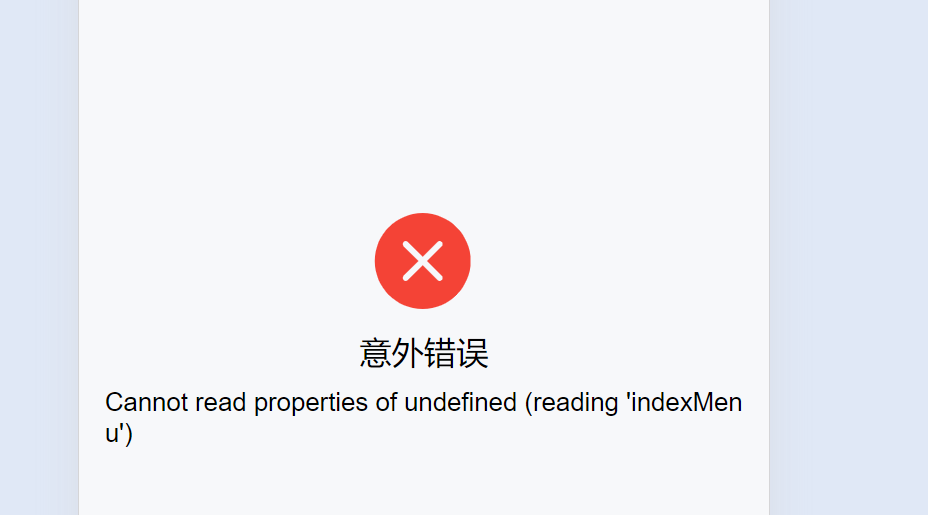 意外错误
Cannot read properties of undefined (reading 'indexMen
u')